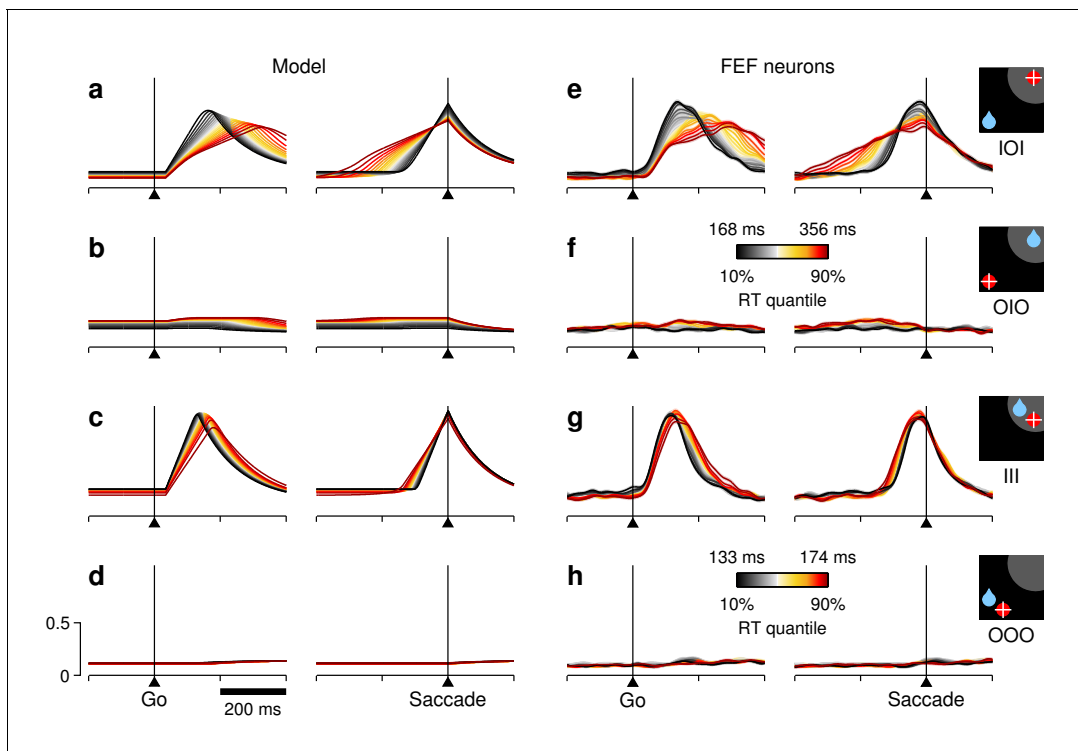 Model
FEF neurons
a
e
IOI
b
f
168 ms 356 ms
10% 90%
RT quantile
OIO
c
g
III
d
h
133 ms 174 ms
10% 90%
RT quantile
OOO
0.5
0
Go
200 ms
Saccade
Go
Saccade